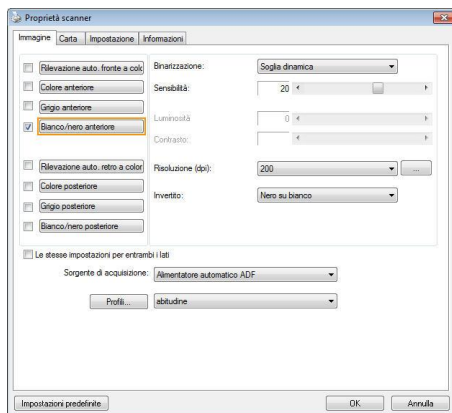 Proprietà scanner
Immagine Carta Impostazione Informazioni
Rilevazione auto. fronte a colo
Colore anteriore
Grigio anteriore
Bianco/nero anteriore
Rilevazione auto. retro a color
Colore posteriore
Grigio posteriore
Bianco/nero posteriore
Binarizzazione: Soglia dinamica
Sensibilità: 20
Luminosità 0
Contrasto:
Risoluzione (dpi): 200 ...
Invertito: Nero su bianco
Le stesse impostazioni per entrambi i lati
Sorgente di acquisizione: Alimentatore automatico ADF
Profili... abitudine
Impostazioni predefinite OK Annulla